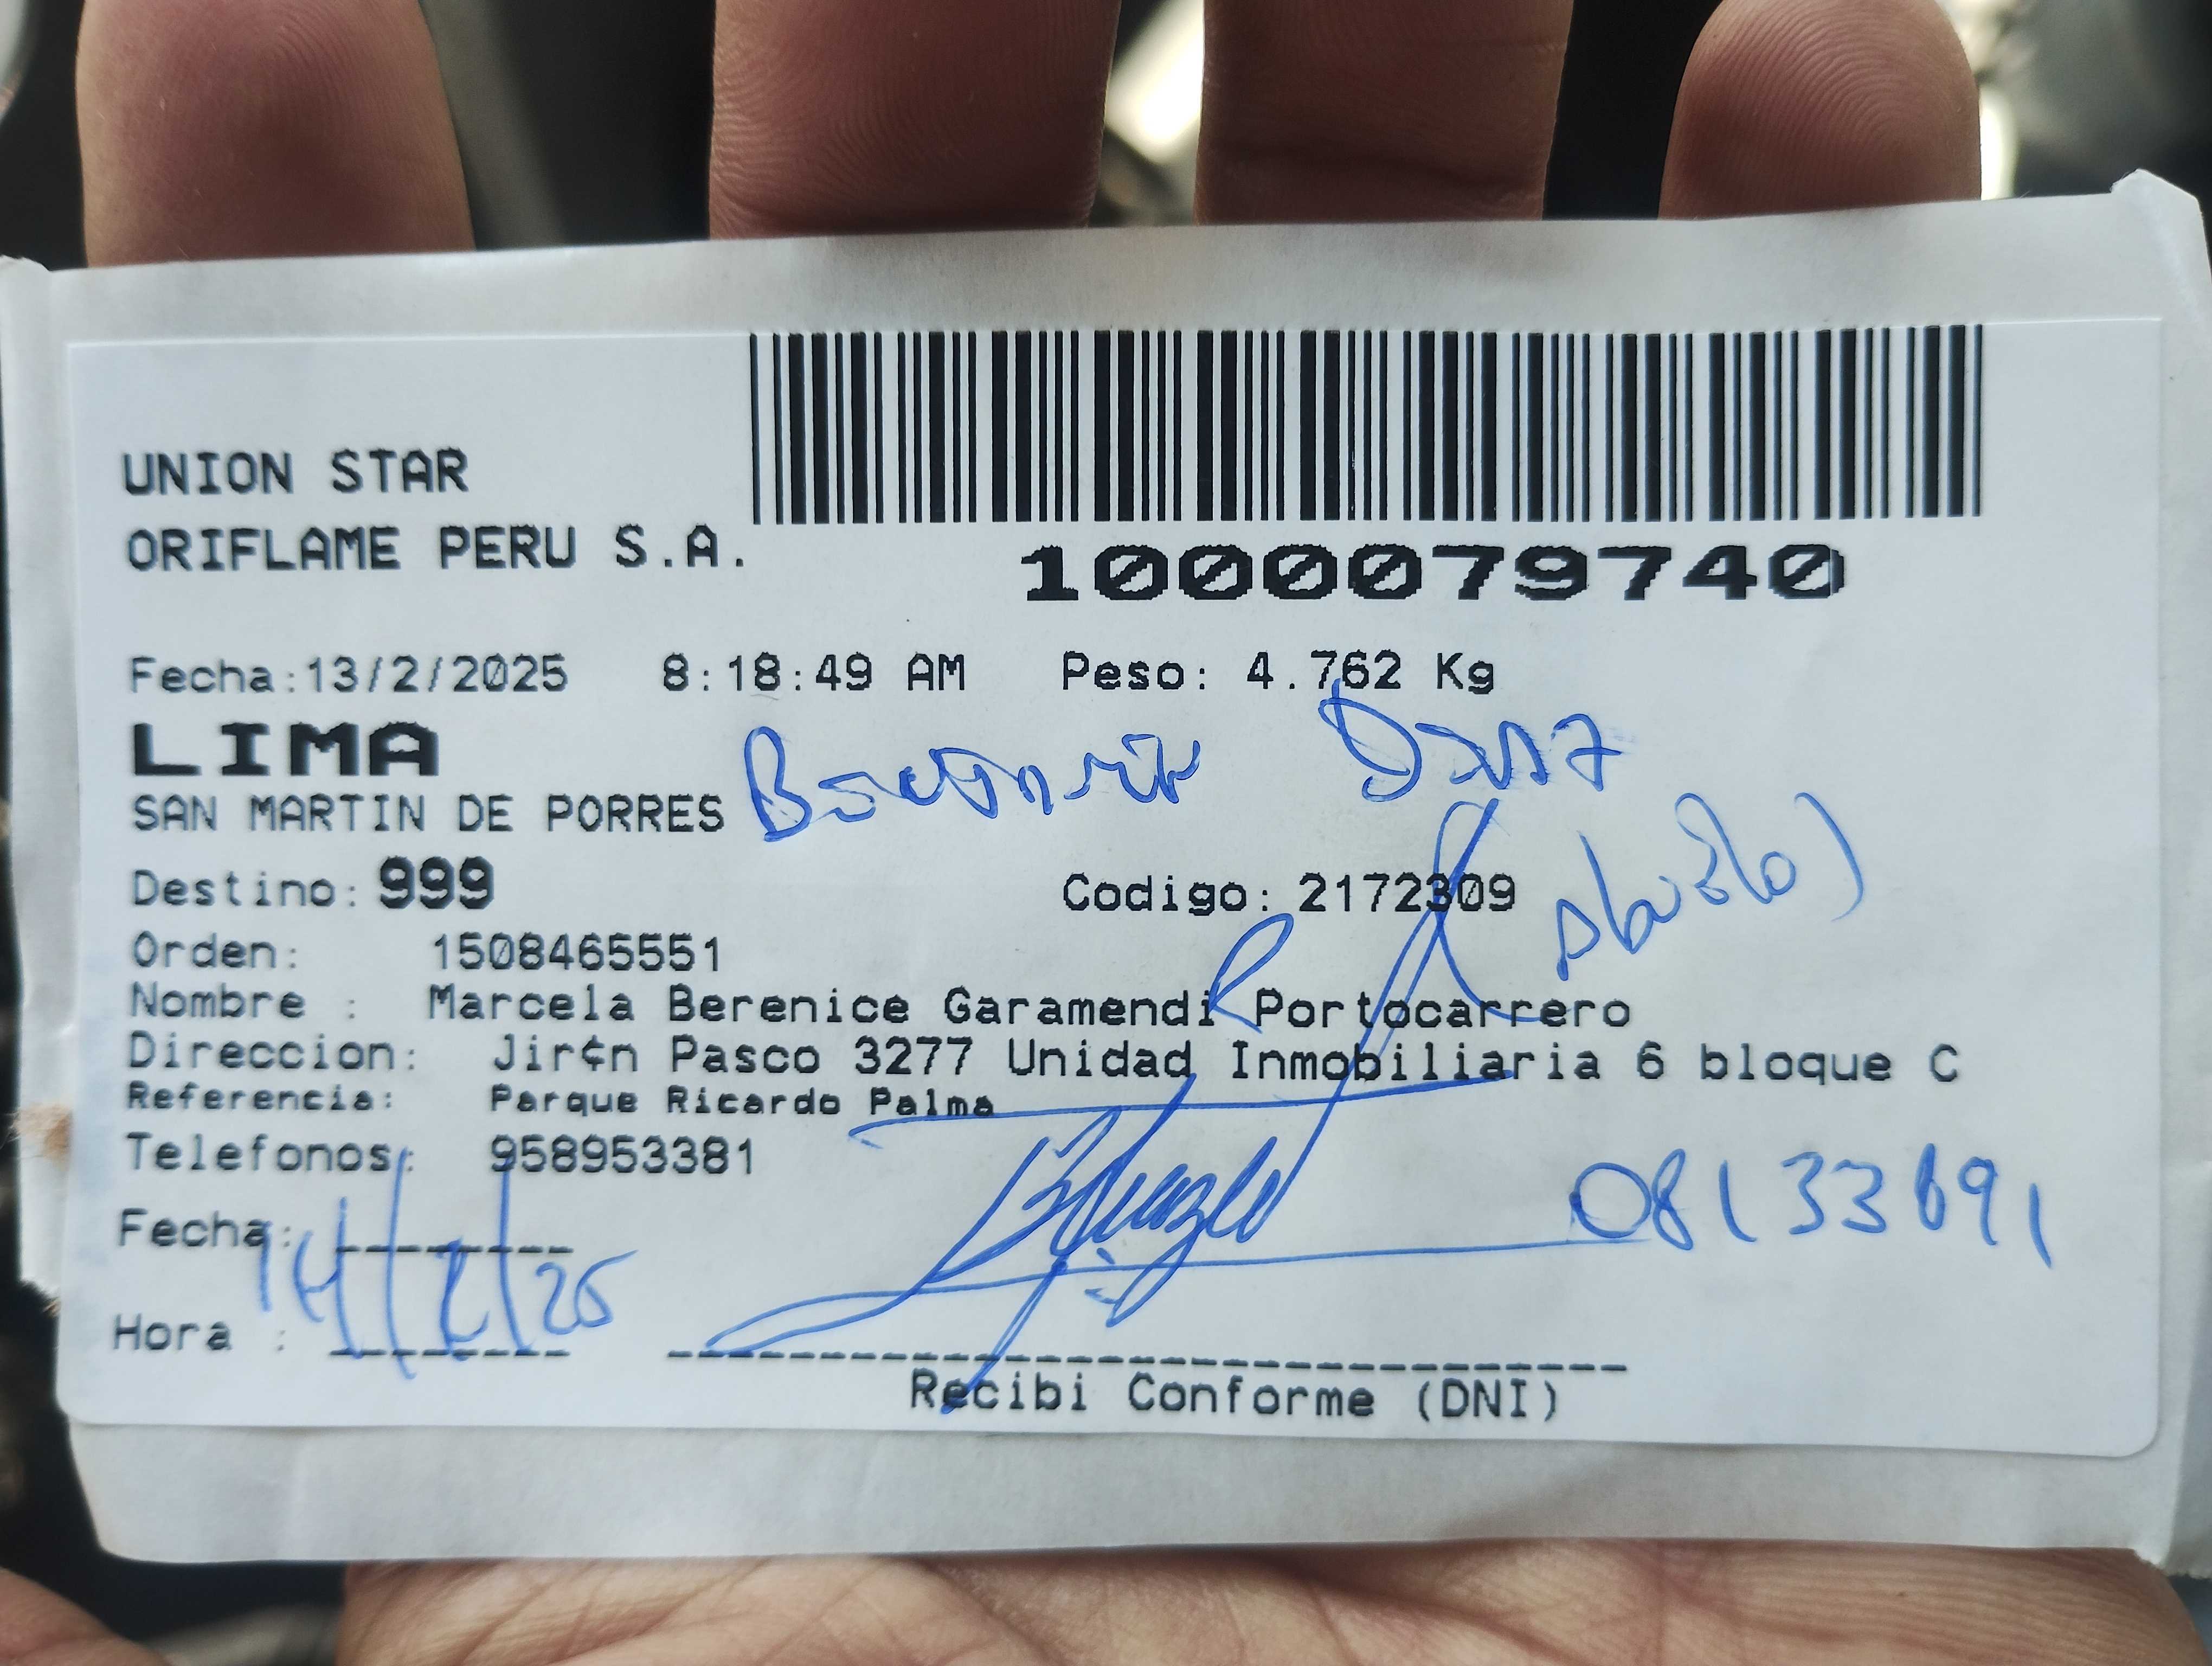 UNION STAR
ORIFLAME PERU S.A.
1000079740
Fecha:13/2/2025 8:18:49 AM Peso: 4.762 Kg
LIMA
SAN MARTIN DE PORRES
Destino: 999 Codigo: 2172309
(Abuelo)
Orden: 1508465551
Nombre : Marcela Berenice Garamendi Portocarrero
Direccion: Jir¢n Pasco 3277 Unidad Inmobiliaria 6 bloque C
Referencia: Parque Ricardo Palma
Telefonos: 958953381
Fecha: 14/2/25
Hora :
Recibi Conforme (DNI)